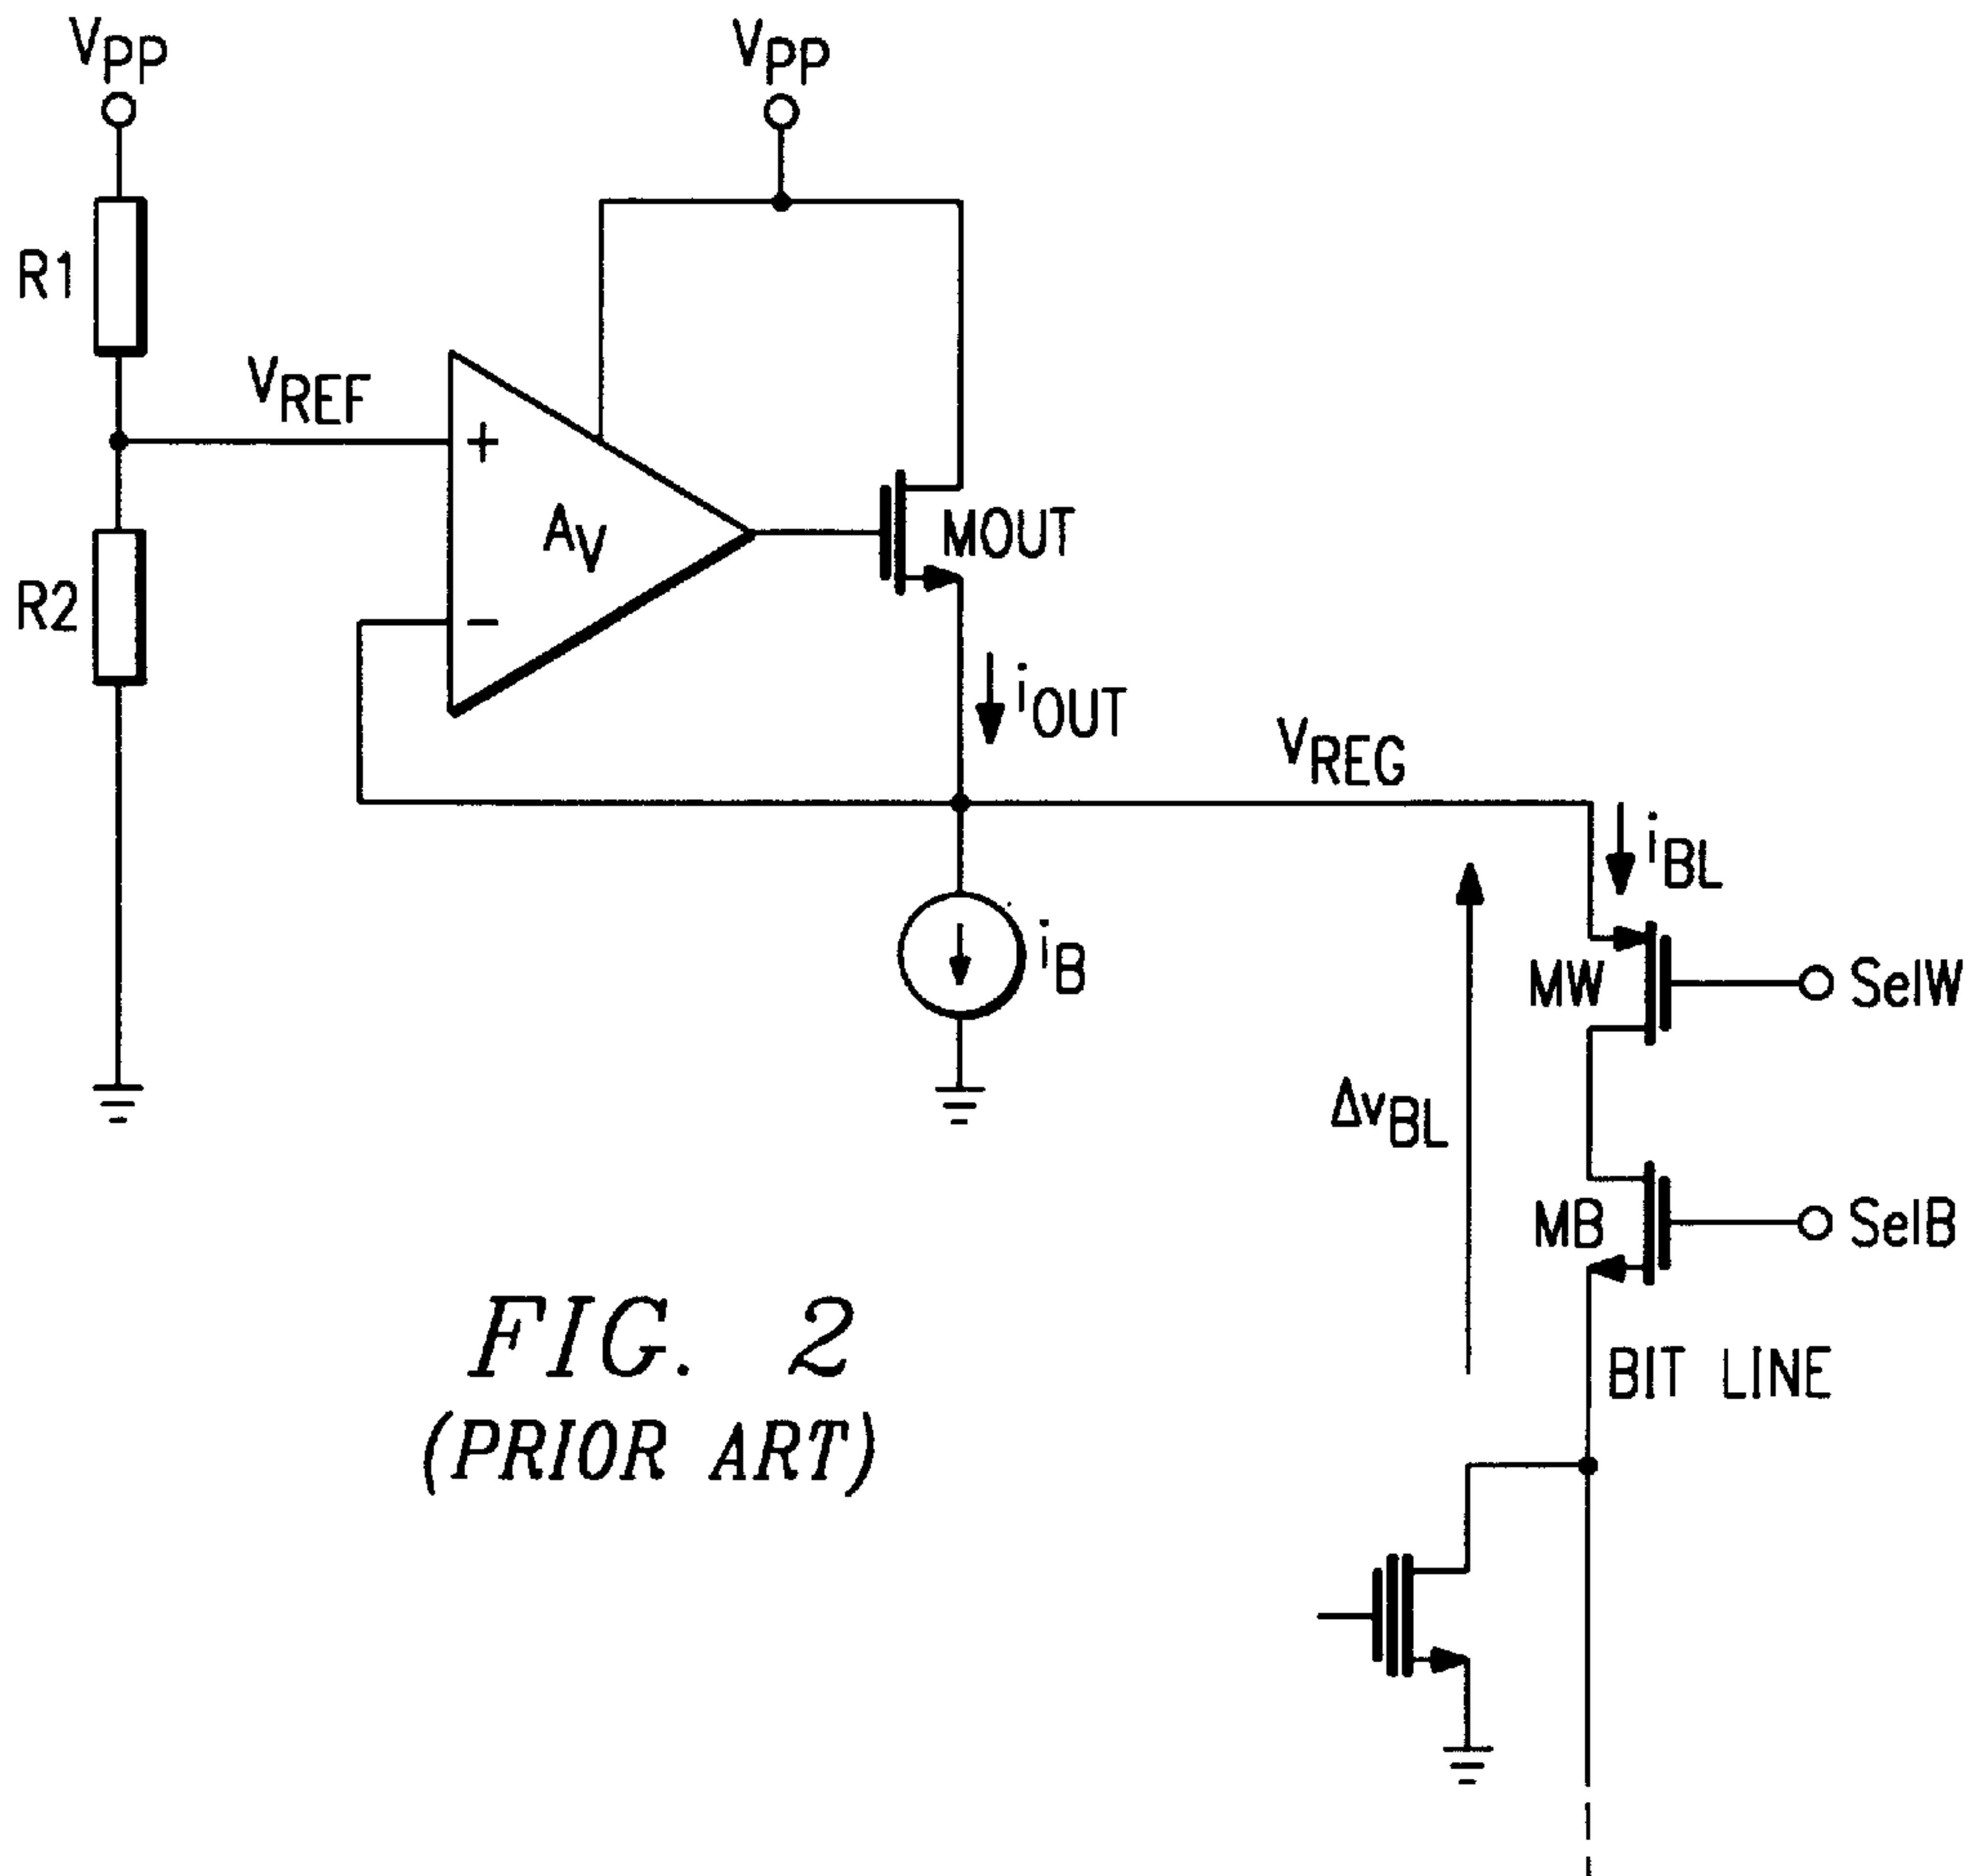 VPP
VPP
R1
VREF
+
AV
MOUT
R2
−
iOUT
VREG
iBL
iB
MW
SelW
ΔvBL
MB
SelB
FIG. 2
BIT LINE
(PRIOR ART)